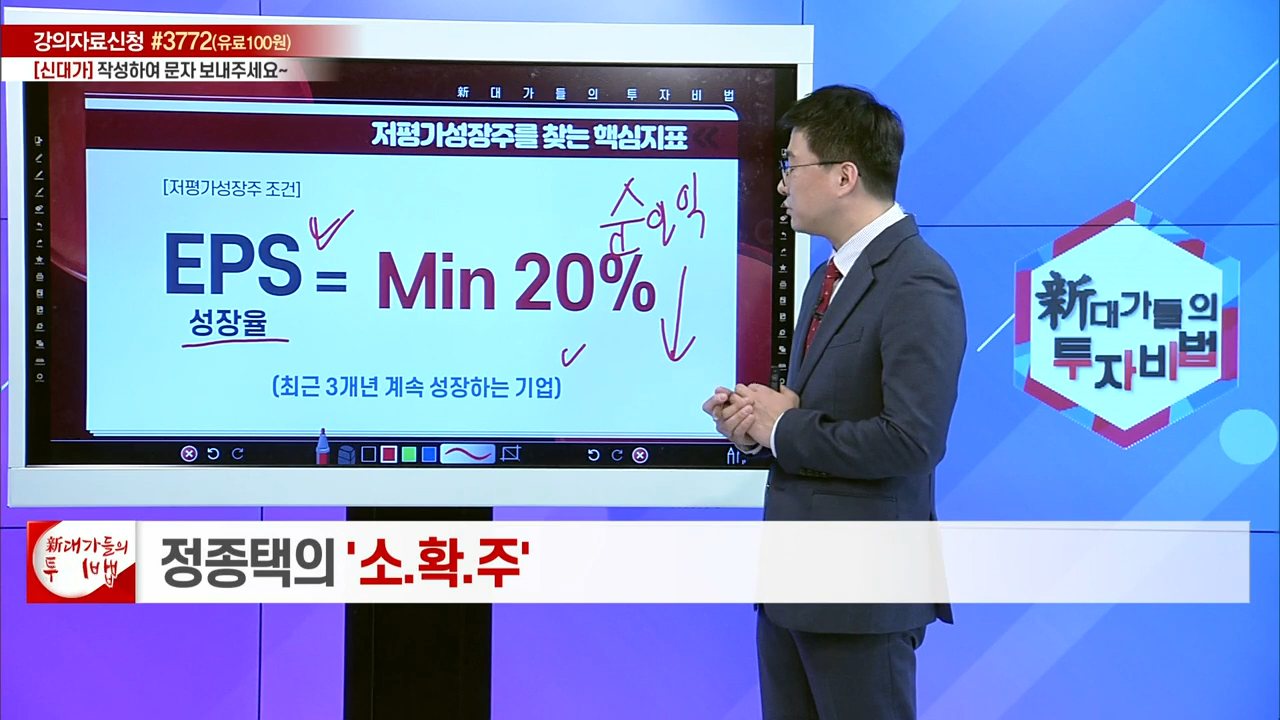 강의자료신청 #3772(유료100원)
[신대가] 작성하여 문자 보내주세요~
新대가들의 투자비법
저평가성장주를 찾는 핵심지표
[저평가성장주 조건]
순이익
EPS = Min 20%
성장율
(최근 3개년 계속 성장하는 기업)
新대가들의
투자비법
新대가들의
투 비법
정종택의 '소.확.주'